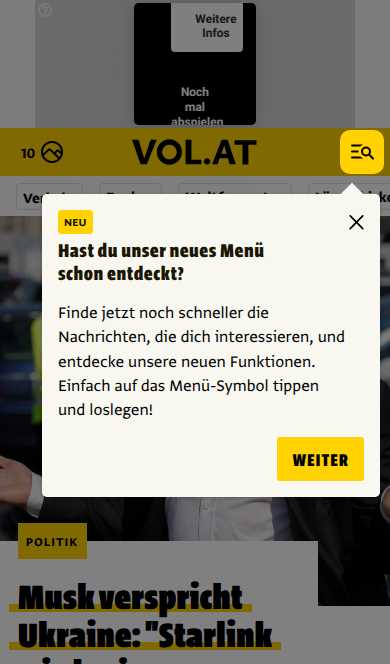 Weitere
Infos
Noch
mal
abspielen
10
VOL.AT
NEU
Hast du unser neues Menü
schon entdeckt?
Finde jetzt noch schneller die
Nachrichten, die dich interessieren, und
entdecke unsere neuen Funktionen.
Einfach auf das Menü-Symbol tippen
und loslegen!
WEITER
POLITIK
Musk verspricht
Ukraine: "Starlink